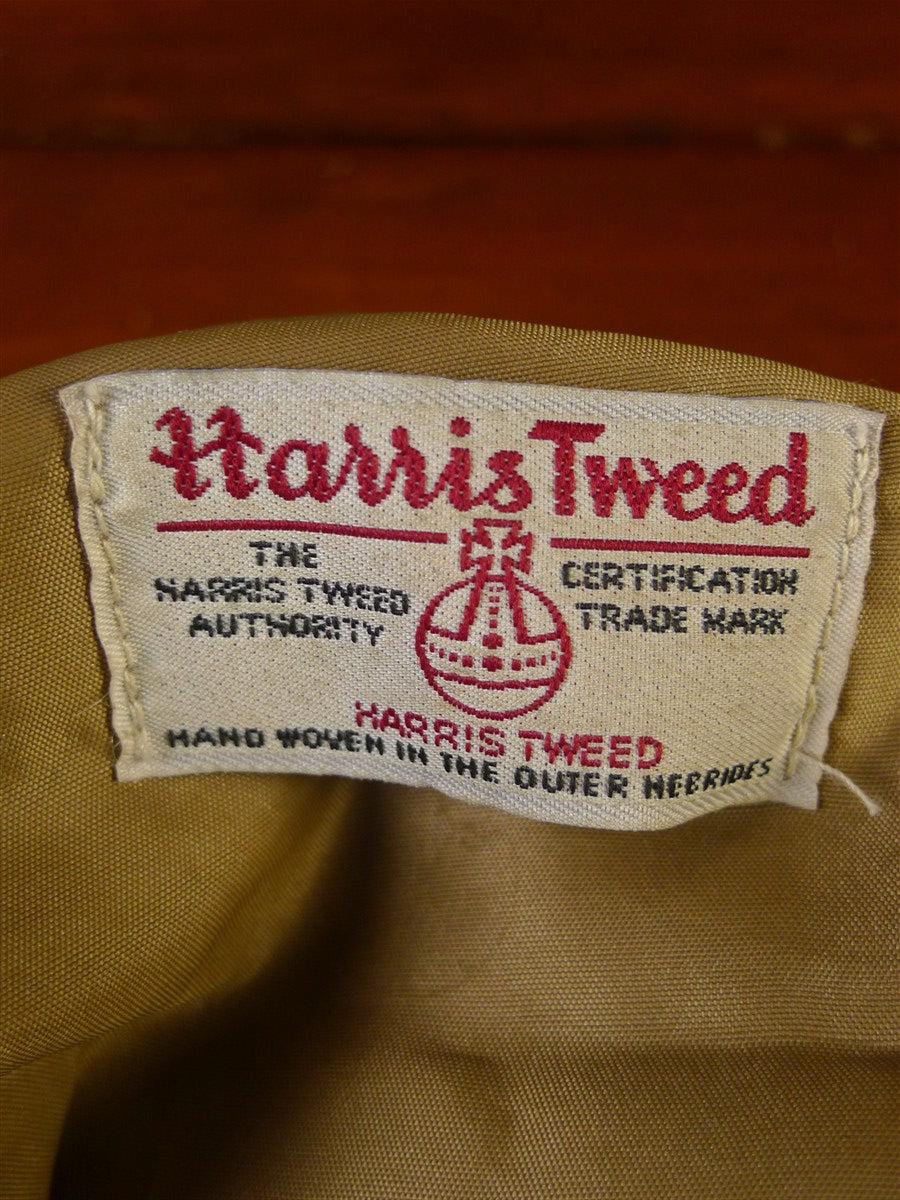 Harris Tweed
THE
HARRIS TWEED
AUTHORITY
CERTIFICATION
TRADE MARK
HARRIS TWEED
HAND WOVEN IN THE OUTER HEBRIDES